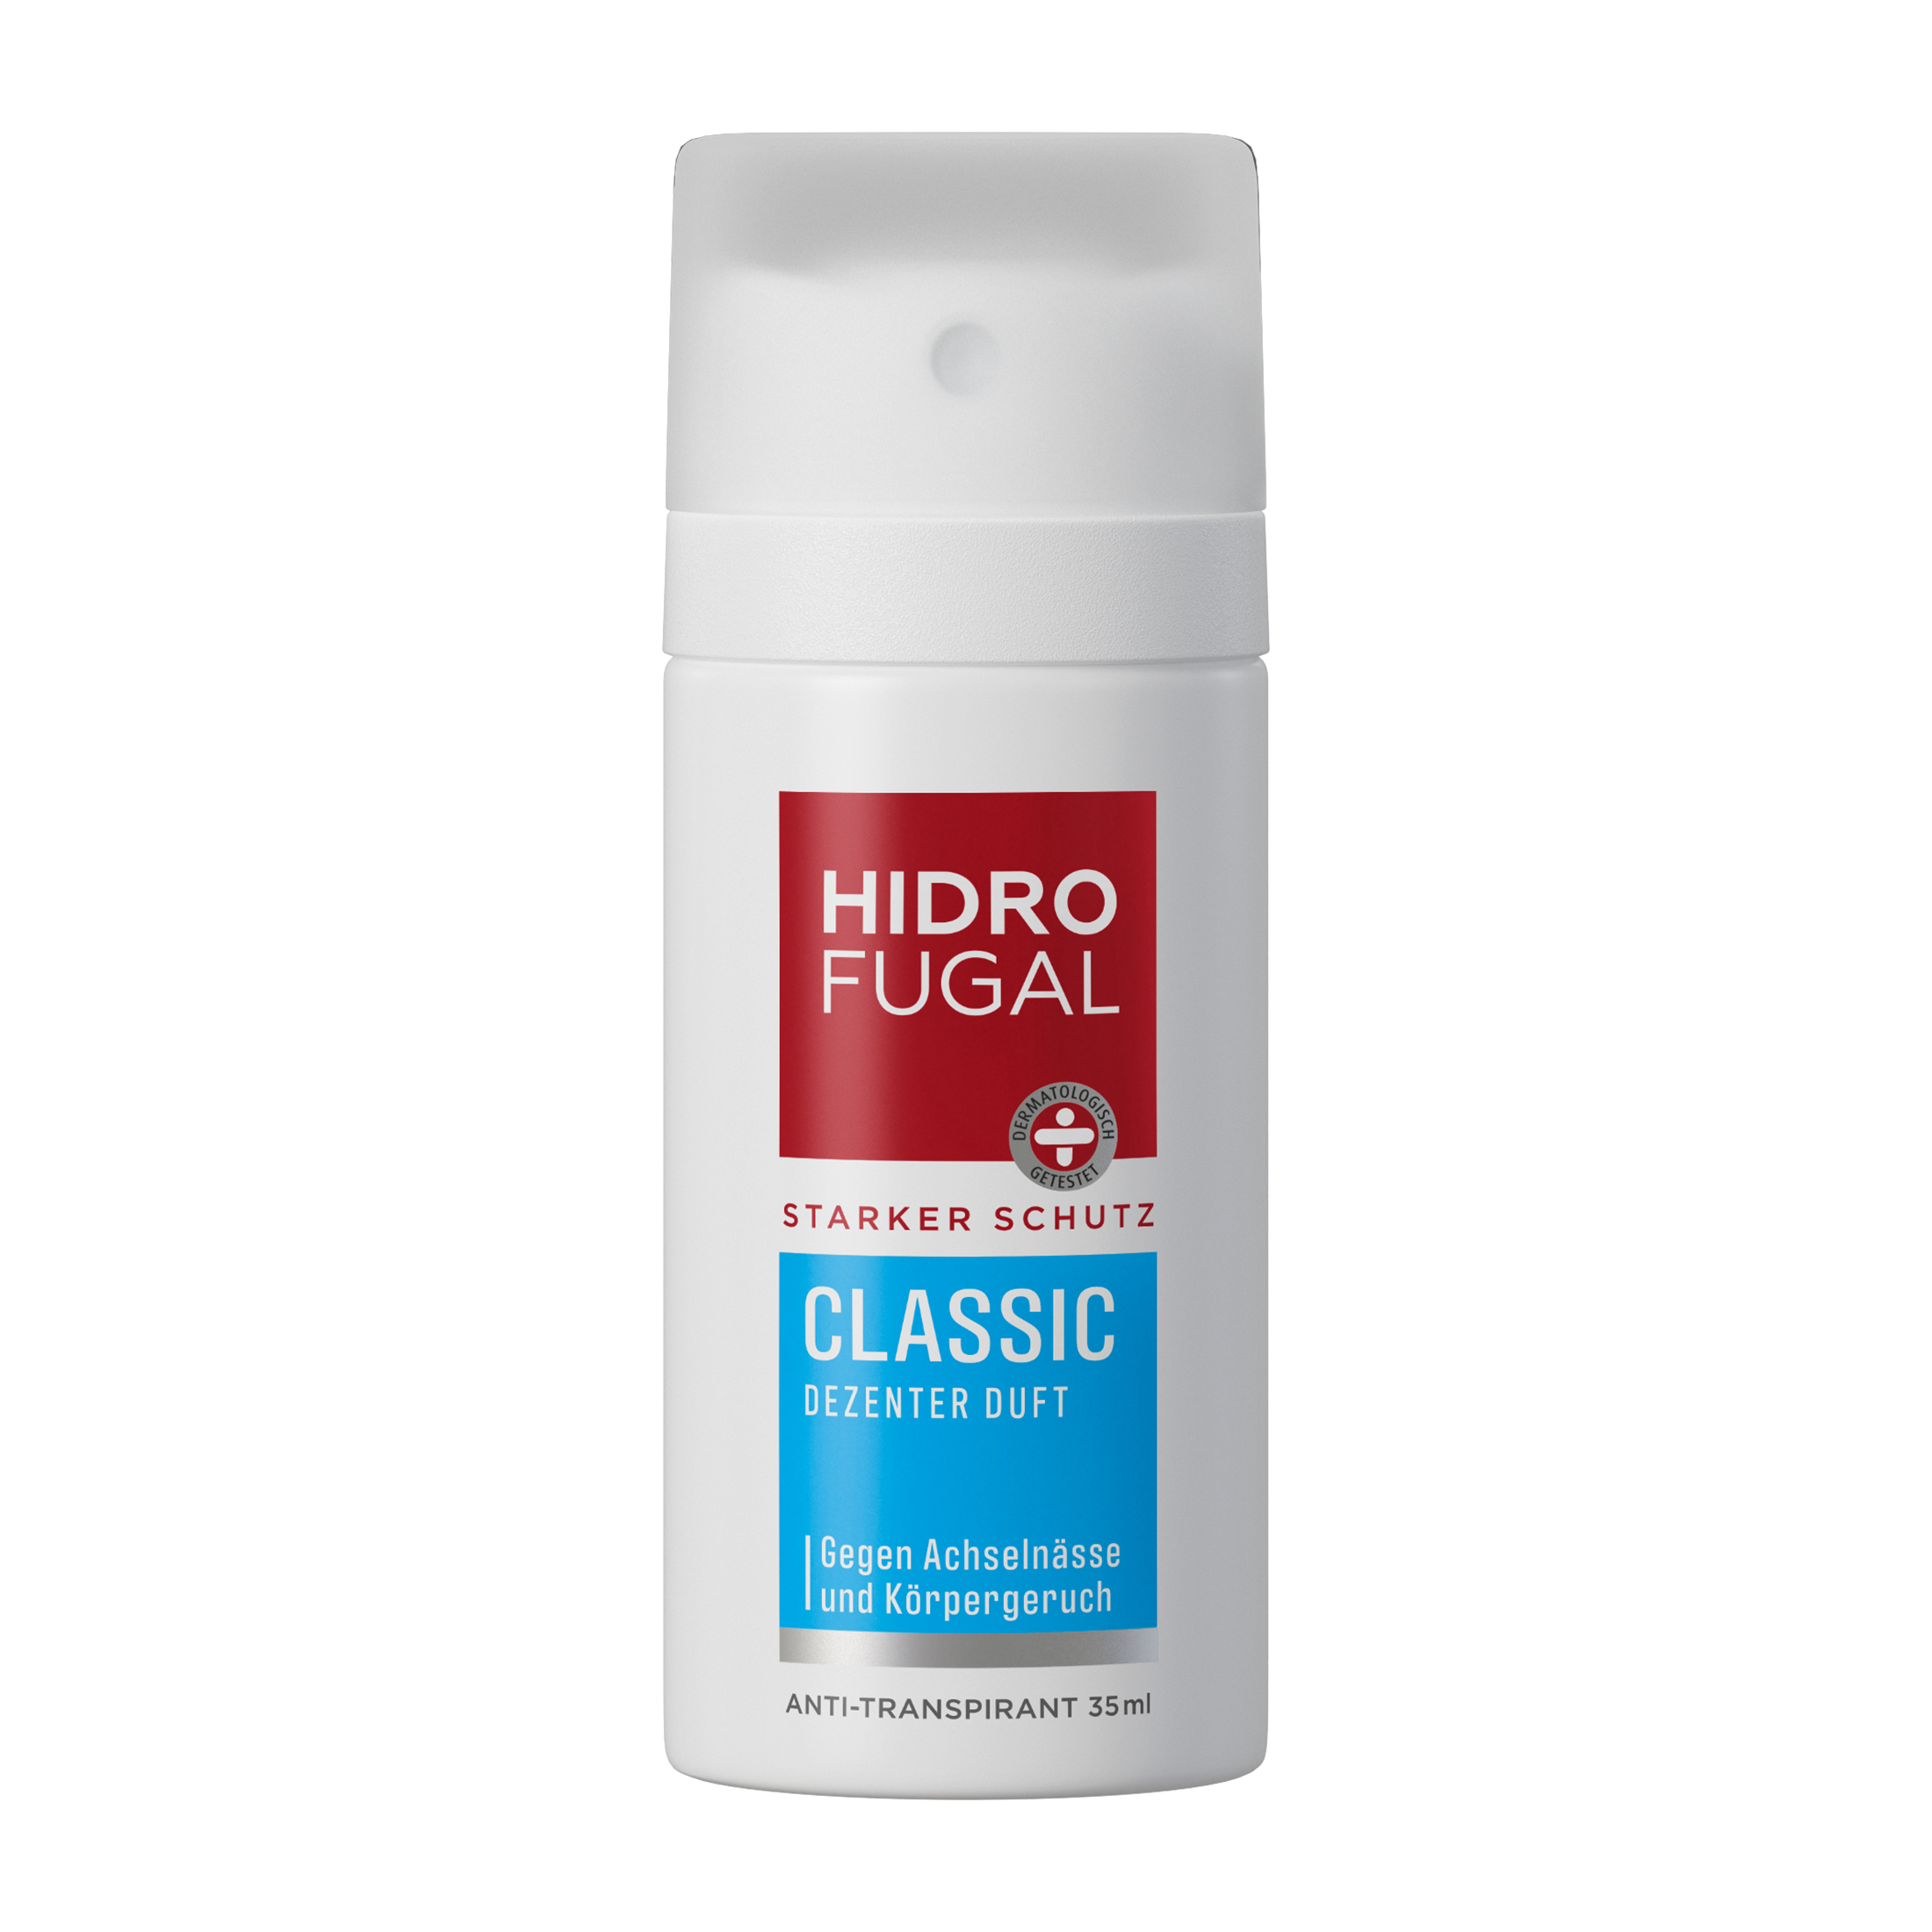 HIDRO
FUGAL
DERMATOLOGISCH
GETESTET
STARKER SCHUTZ
CLASSIC
DEZENTER DUFT
Gegen Achselnässe
und Körpergeruch
ANTI-TRANSPIRANT 35ml